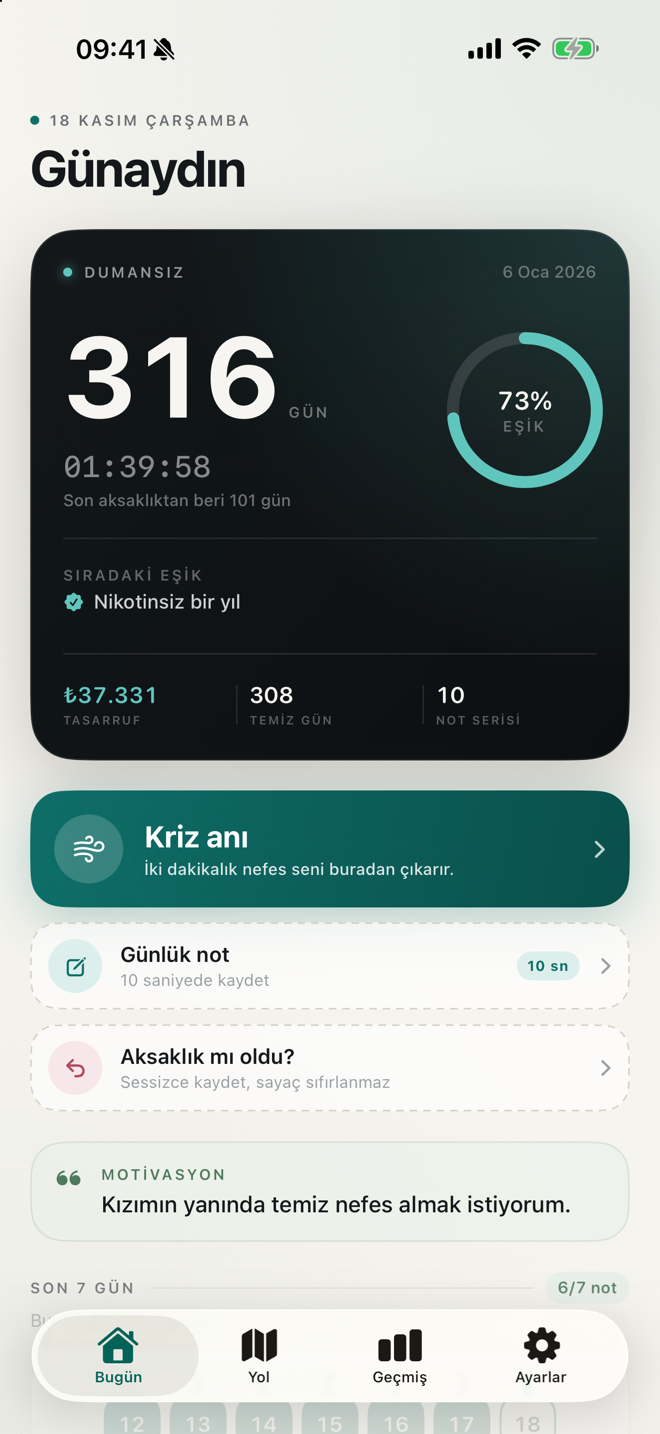 09:41
18 KASIM ÇARŞAMBA
Günaydın
DUMANSIZ
6 Oca 2026
316 GÜN
73%
EŞİK
01:39:58
Son aksaklıktan beri 101 gün
SIRADAKİ EŞİK
Nikotinsiz bir yıl
₺37.331
TASARRUF
308
TEMİZ GÜN
10
NOT SERİSİ
Kriz anı
İki dakikalık nefes seni buradan çıkarır.
Günlük not
10 saniyede kaydet
10 sn
Aksaklık mı oldu?
Sessizce kaydet, sayaç sıfırlanmaz
MOTİVASYON
Kızımın yanında temiz nefes almak istiyorum.
SON 7 GÜN
6/7 not
Bugün
Yol
Geçmiş
Ayarlar
12 13 14 15 16 17 18